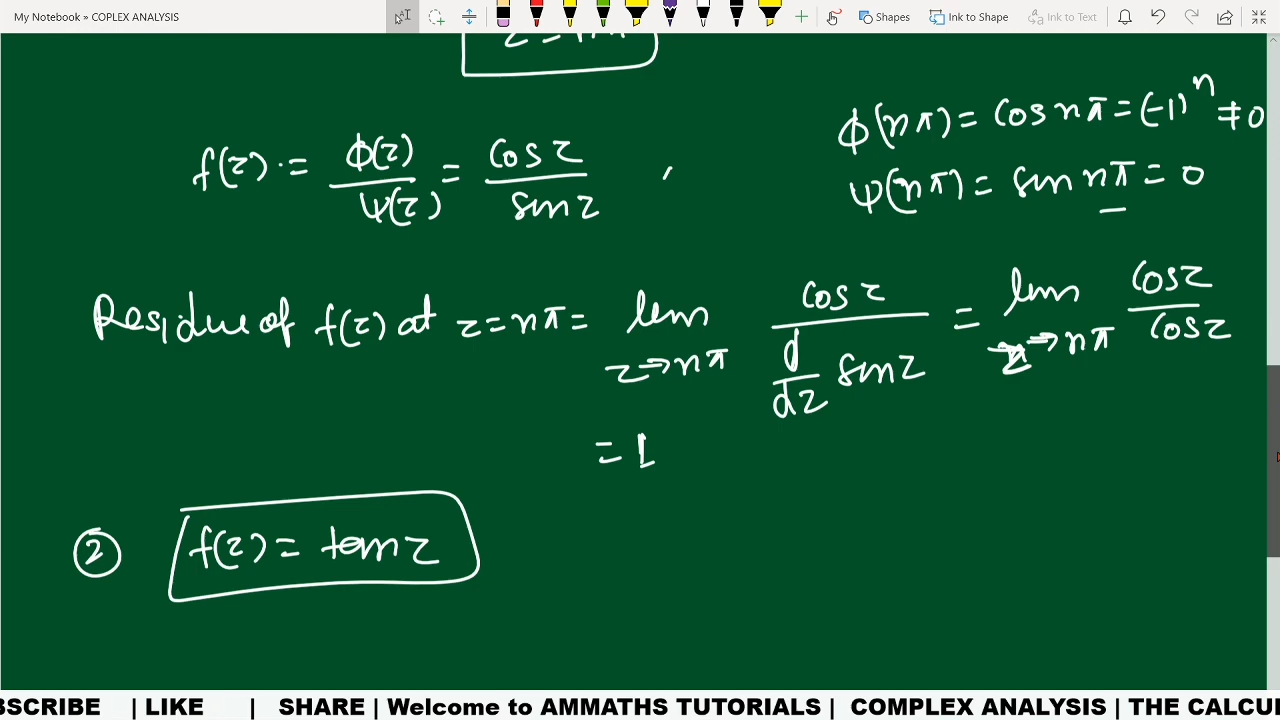 My Notebook » COPLEX ANALYSIS
Shapes Ink to Shape Ink to Text
φ(nπ) = Cos nπ = (-1)^n ≠ 0
f(z) = φ(z)/ψ(z) = Cos z/sin z ,
ψ(nπ) = sin nπ = 0
Residue of f(z) at z = nπ = lim z→nπ cos z / (d/dz sin z) = lim z→nπ Cos z/Cos z
= 1
② f(z) = tan z
BSCRIBE | LIKE | SHARE | Welcome to AMMATHS TUTORIALS | COMPLEX ANALYSIS | THE CALCU